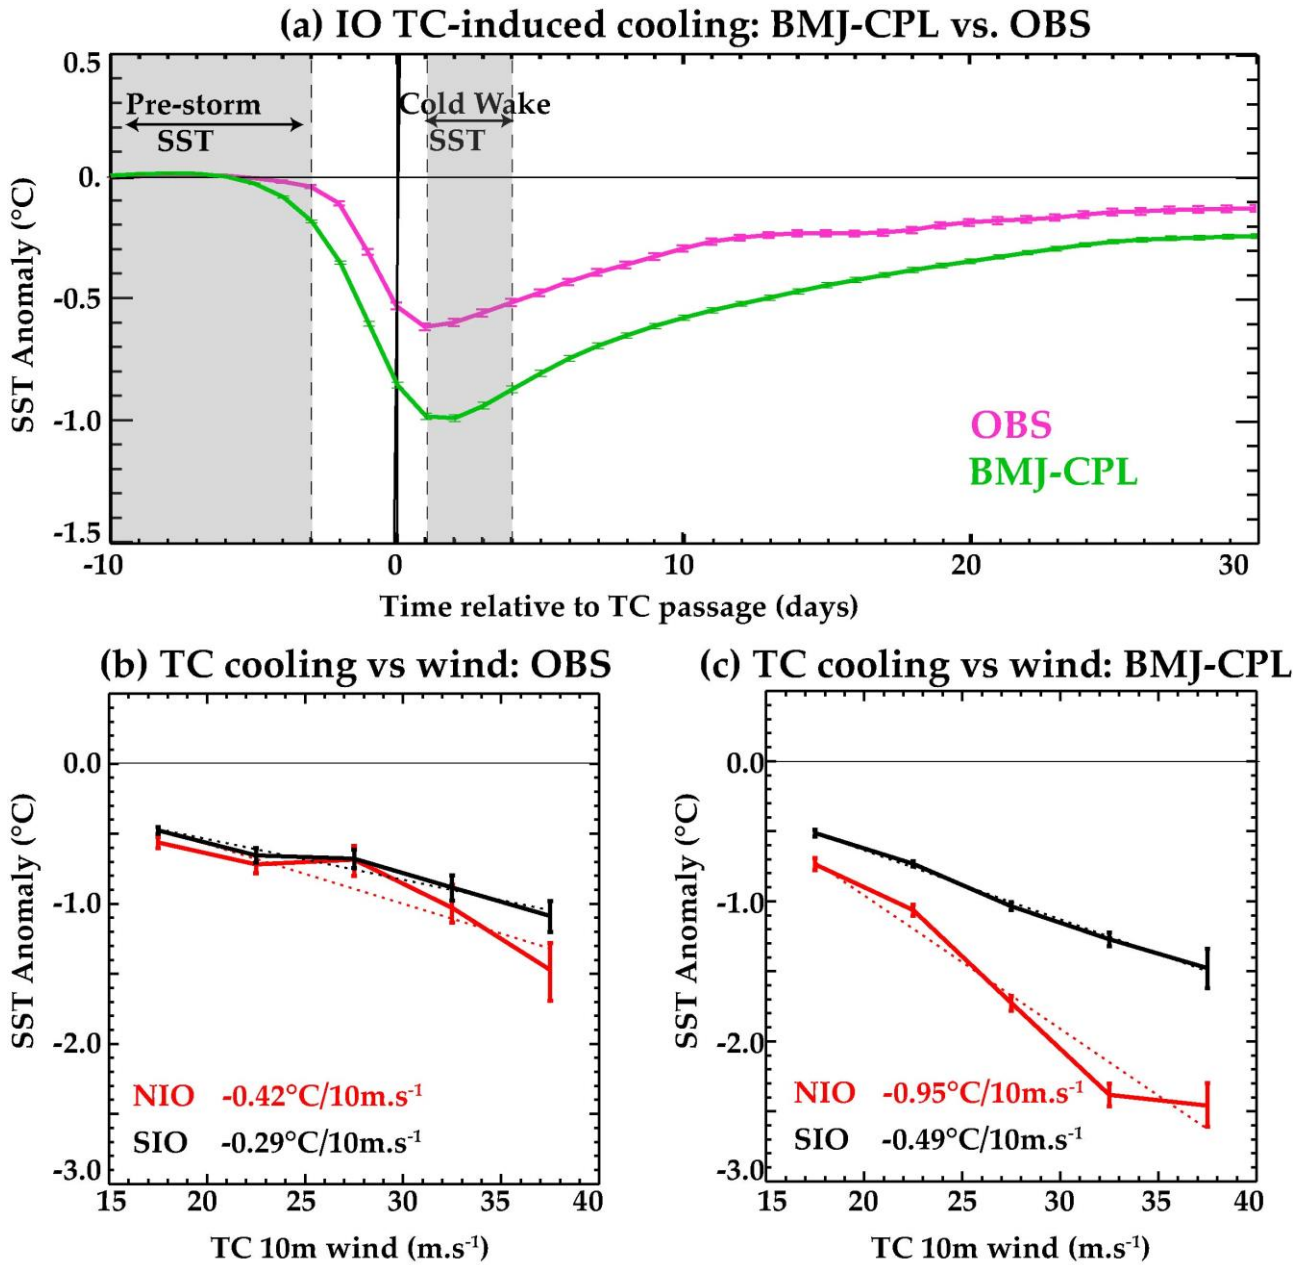 (a) IO TC-induced cooling: BMJ-CPL vs. OBS
0.5
Pre-storm
SST
Cold Wake
SST
0.
-0.5
-1.0
-1.5
SST Anomaly (°C)
OBS
BMJ-CPL
-10 0 10 20 30
Time relative to TC passage (days)
(b) TC cooling vs wind: OBS
0.0
-1.0
-2.0
-3.0
SST Anomaly (°C)
NIO -0.42°C/10m.s⁻¹
SIO -0.29°C/10m.s⁻¹
15 20 25 30 35 40
TC 10m wind (m.s⁻¹)
(c) TC cooling vs wind: BMJ-CPL
0.0
-1.0
-2.0
-3.0
SST Anomaly (°C)
NIO -0.95°C/10m.s⁻¹
SIO -0.49°C/10m.s⁻¹
15 20 25 30 35 40
TC 10m wind (m.s⁻¹)